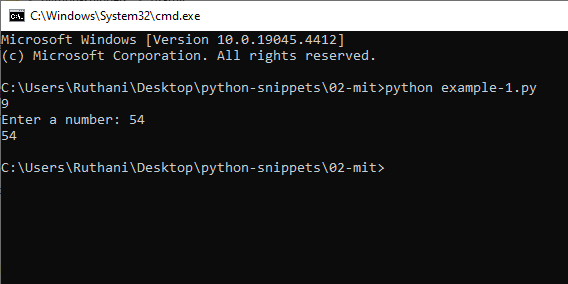 C:\Windows\System32\cmd.exe
Microsoft Windows [Version 10.0.19045.4412]
(c) Microsoft Corporation. All rights reserved.
C:\Users\Ruthani\Desktop\python-snippets\02-mit>python example-1.py
9
Enter a number: 54
54
C:\Users\Ruthani\Desktop\python-snippets\02-mit>